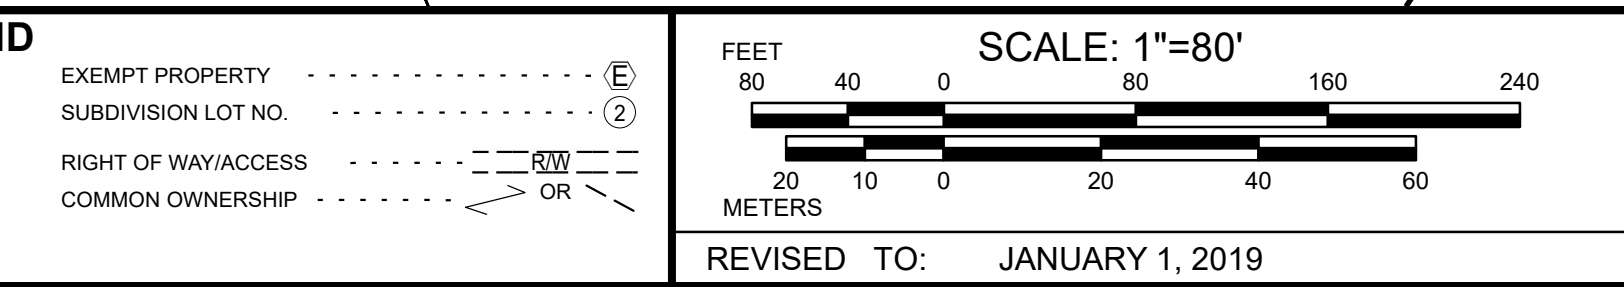 EXEMPT PROPERTY E
SUBDIVISION LOT NO. 2
RIGHT OF WAY/ACCESS R/W
COMMON OWNERSHIP OR
FEET
SCALE: 1"=80'
80 40 0 80 160 240
20 10 0 20 40 60
METERS
REVISED TO: JANUARY 1, 2019